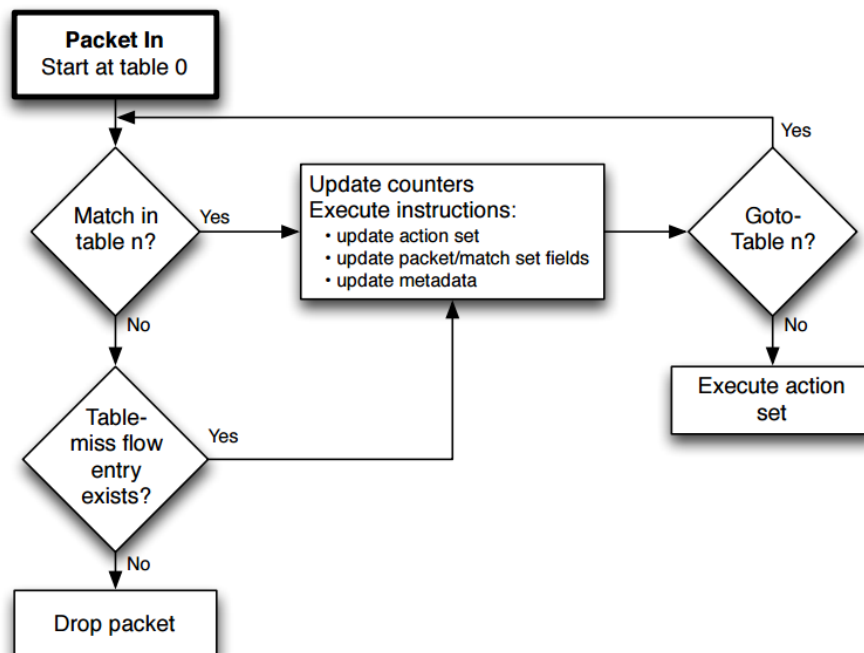 Packet In
Start at table 0
Yes
Match in
table n?
Yes
Update counters
Execute instructions:
• update action set
• update packet/match set fields
• update metadata
Goto-
Table n?
No
No
Execute action
set
Table-
miss flow
entry
exists?
Yes
No
Drop packet